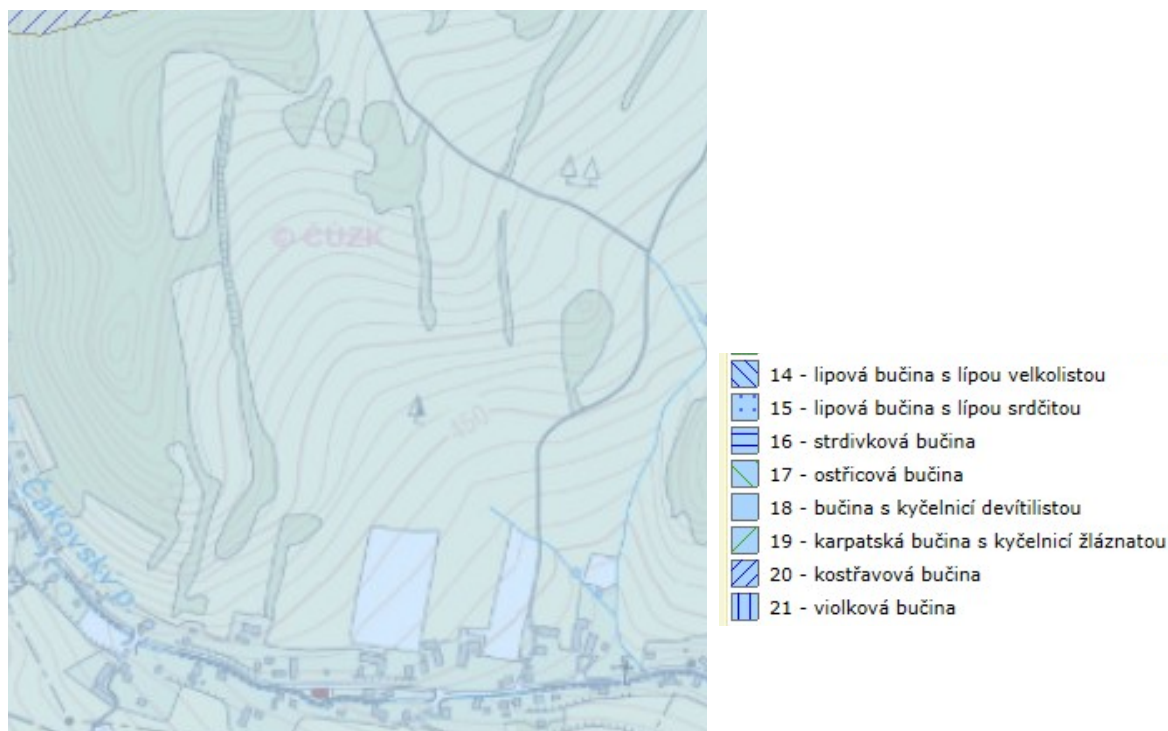 © ČÚZK
450
Čakovský p.
14 - lipová bučina s lípou velkolistou
15 - lipová bučina s lípou srdčitou
16 - strdivková bučina
17 - ostřicová bučina
18 - bučina s kyčelnicí devítilistou
19 - karpatská bučina s kyčelnicí žláznatou
20 - kostřavová bučina
21 - violková bučina